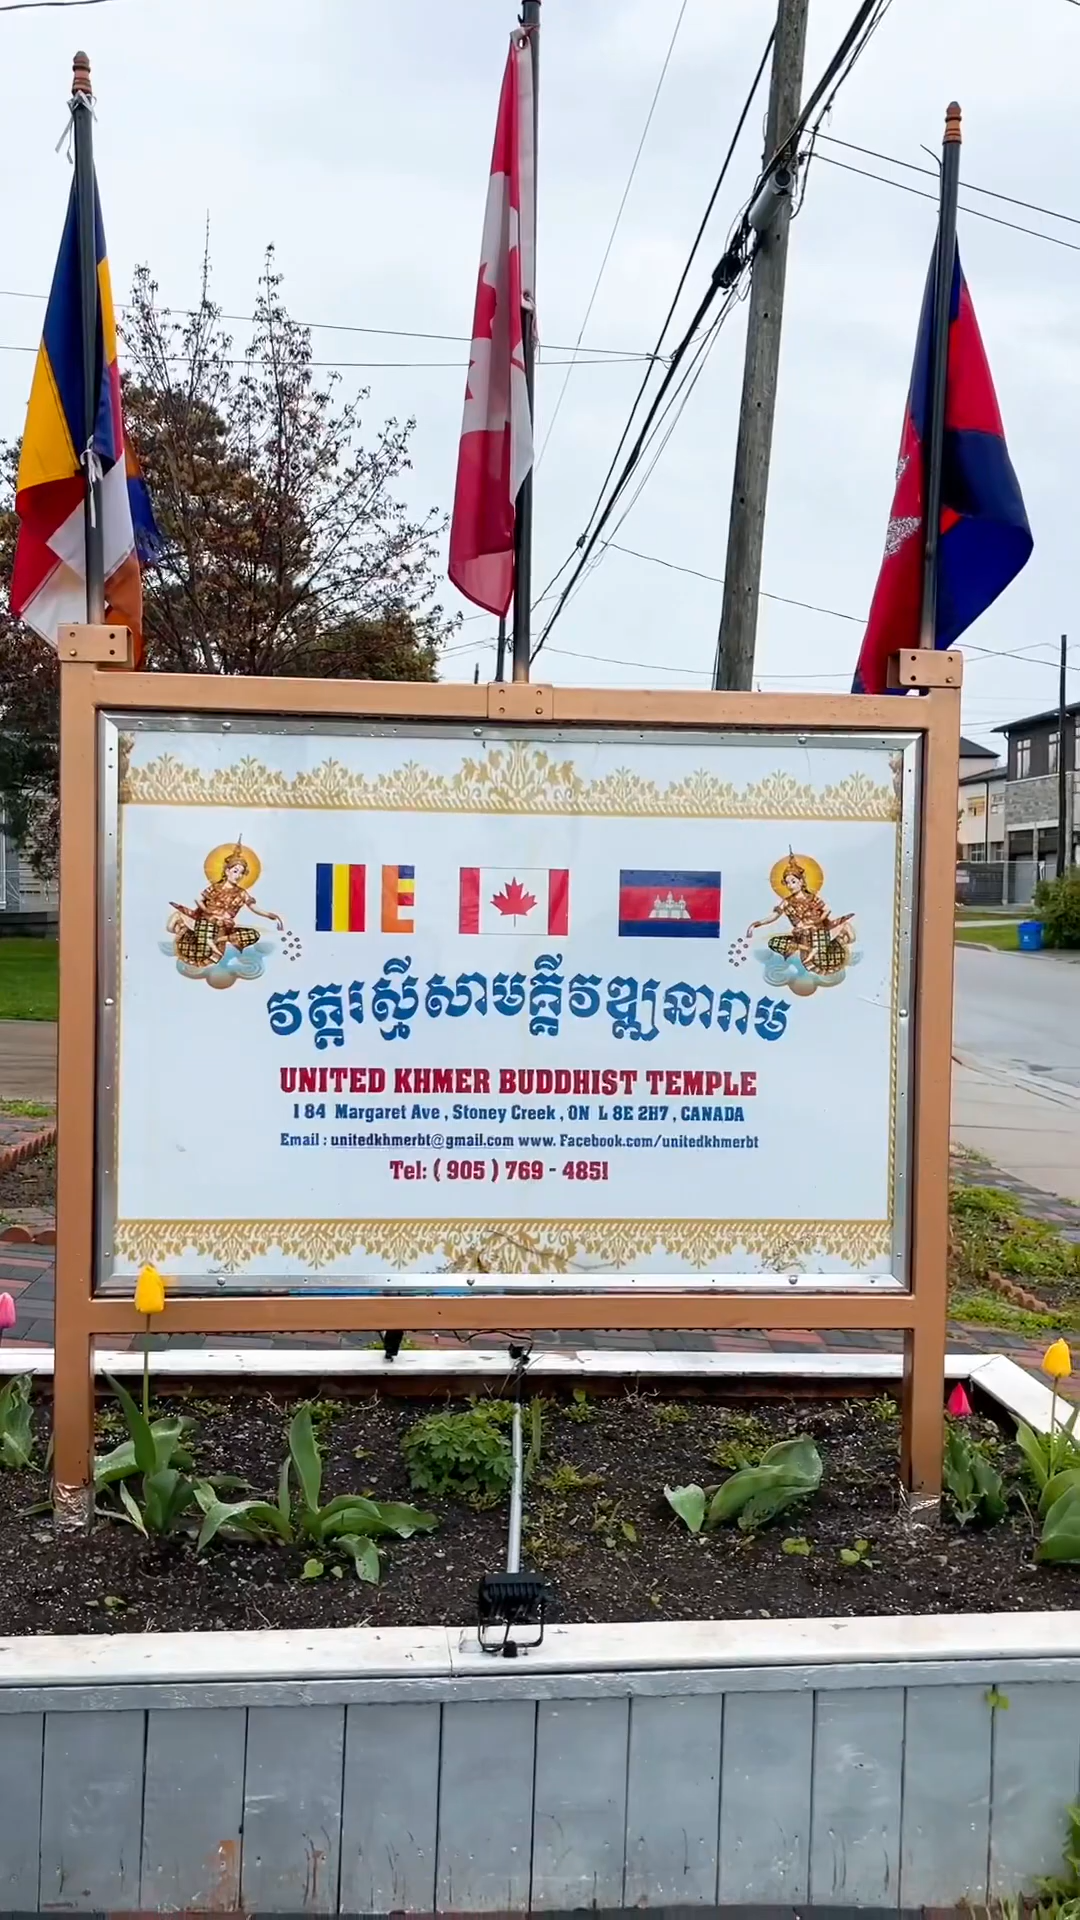 វត្តរស្មីសាមគ្គីវឌ្ឍនារាម
UNITED KHMER BUDDHIST TEMPLE
184 Margaret Ave , Stoney Creek , ON L 8E 2H7 , CANADA
Email : unitedkhmerbt@gmail.com www. Facebook.com/unitedkhmerbt
Tel: ( 905 ) 769 - 4851